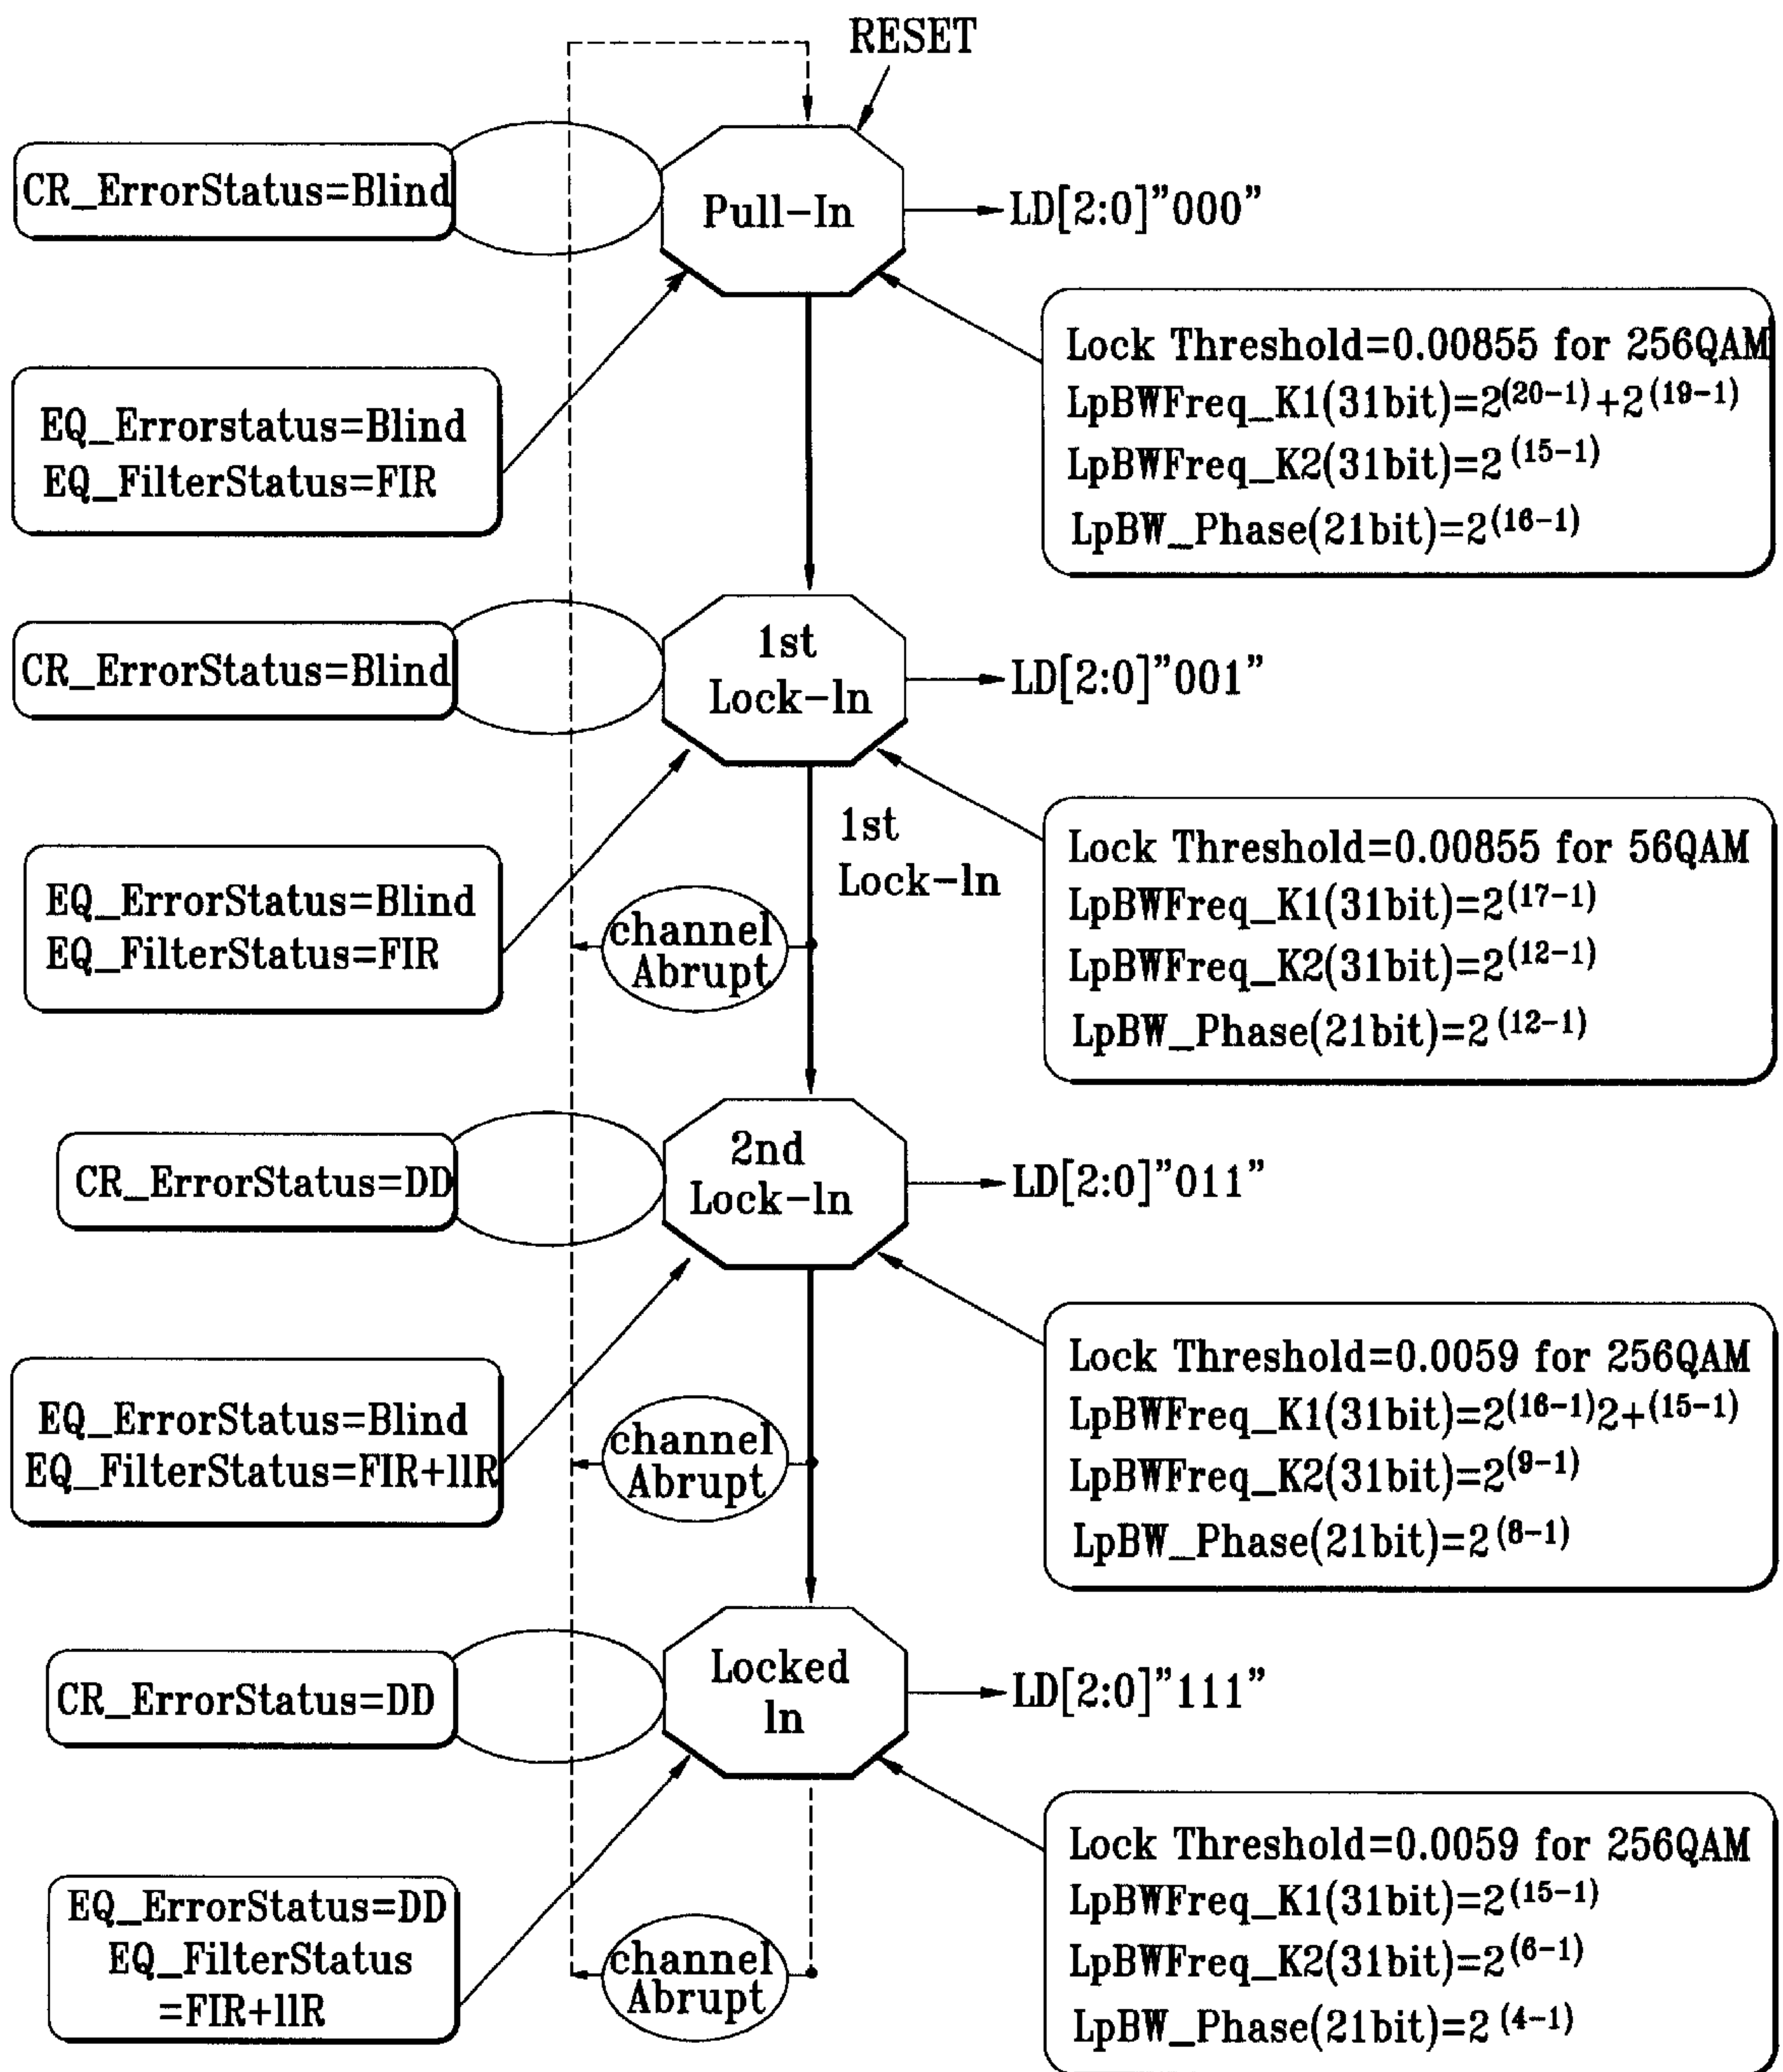 RESET
CR_ErrorStatus=Blind
Pull-In
LD[2:0]"000"
EQ_Errorstatus=Blind
EQ_FilterStatus=FIR
Lock Threshold=0.00855 for 256QAM
LpBWFreq_K1(31bit)=2^(20-1)+2^(19-1)
LpBWFreq_K2(31bit)=2^(15-1)
LpBW_Phase(21bit)=2^(16-1)
CR_ErrorStatus=Blind
1st
Lock-ln
LD[2:0]"001"
1st
Lock-ln
EQ_ErrorStatus=Blind
EQ_FilterStatus=FIR
channel
Abrupt
Lock Threshold=0.00855 for 56QAM
LpBWFreq_K1(31bit)=2^(17-1)
LpBWFreq_K2(31bit)=2^(12-1)
LpBW_Phase(21bit)=2^(12-1)
CR_ErrorStatus=DD
2nd
Lock-ln
LD[2:0]"011"
EQ_ErrorStatus=Blind
EQ_FilterStatus=FIR+llR
channel
Abrupt
Lock Threshold=0.0059 for 256QAM
LpBWFreq_K1(31bit)=2^(16-1)2+^(15-1)
LpBWFreq_K2(31bit)=2^(9-1)
LpBW_Phase(21bit)=2^(8-1)
CR_ErrorStatus=DD
Locked
ln
LD[2:0]"111"
EQ_ErrorStatus=DD
EQ_FilterStatus
=FIR+llR
channel
Abrupt
Lock Threshold=0.0059 for 256QAM
LpBWFreq_K1(31bit)=2^(15-1)
LpBWFreq_K2(31bit)=2^(6-1)
LpBW_Phase(21bit)=2^(4-1)